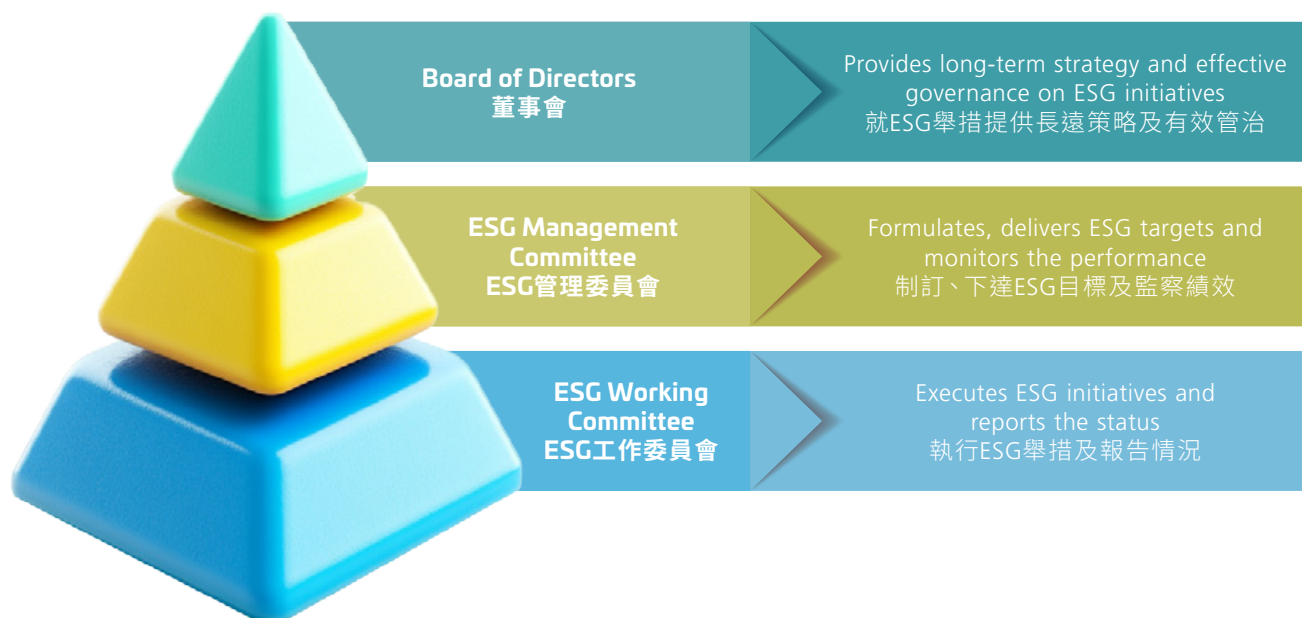 Board of Directors
董事會
Provides long-term strategy and effective
governance on ESG initiatives
就ESG舉措提供長遠策略及有效管治
ESG Management
Committee
ESG管理委員會
Formulates, delivers ESG targets and
monitors the performance
制訂、下達ESG目標及監察績效
ESG Working
Committee
ESG工作委員會
Executes ESG initiatives and
reports the status
執行ESG舉措及報告情況